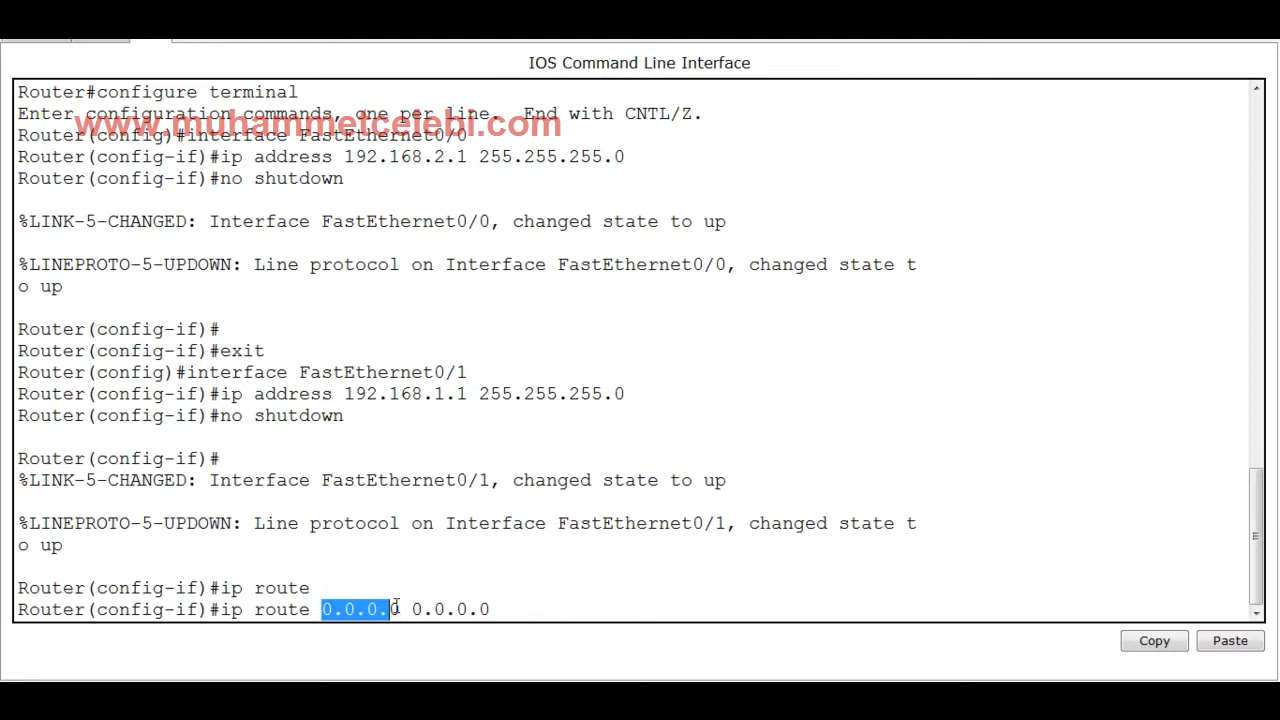 IOS Command Line Interface
Router#configure terminal
Enter configuration commands, one per line.  End with CNTL/Z.
www.muhammetcelebi.com
Router(config)#interface FastEthernet0/0
Router(config-if)#ip address 192.168.2.1 255.255.255.0
Router(config-if)#no shutdown
%LINK-5-CHANGED: Interface FastEthernet0/0, changed state to up
%LINEPROTO-5-UPDOWN: Line protocol on Interface FastEthernet0/0, changed state t
o up
Router(config-if)#
Router(config-if)#exit
Router(config)#interface FastEthernet0/1
Router(config-if)#ip address 192.168.1.1 255.255.255.0
Router(config-if)#no shutdown
Router(config-if)#
%LINK-5-CHANGED: Interface FastEthernet0/1, changed state to up
%LINEPROTO-5-UPDOWN: Line protocol on Interface FastEthernet0/1, changed state t
o up
Router(config-if)#ip route
Router(config-if)#ip route 0.0.0.0 0.0.0.0
Copy Paste